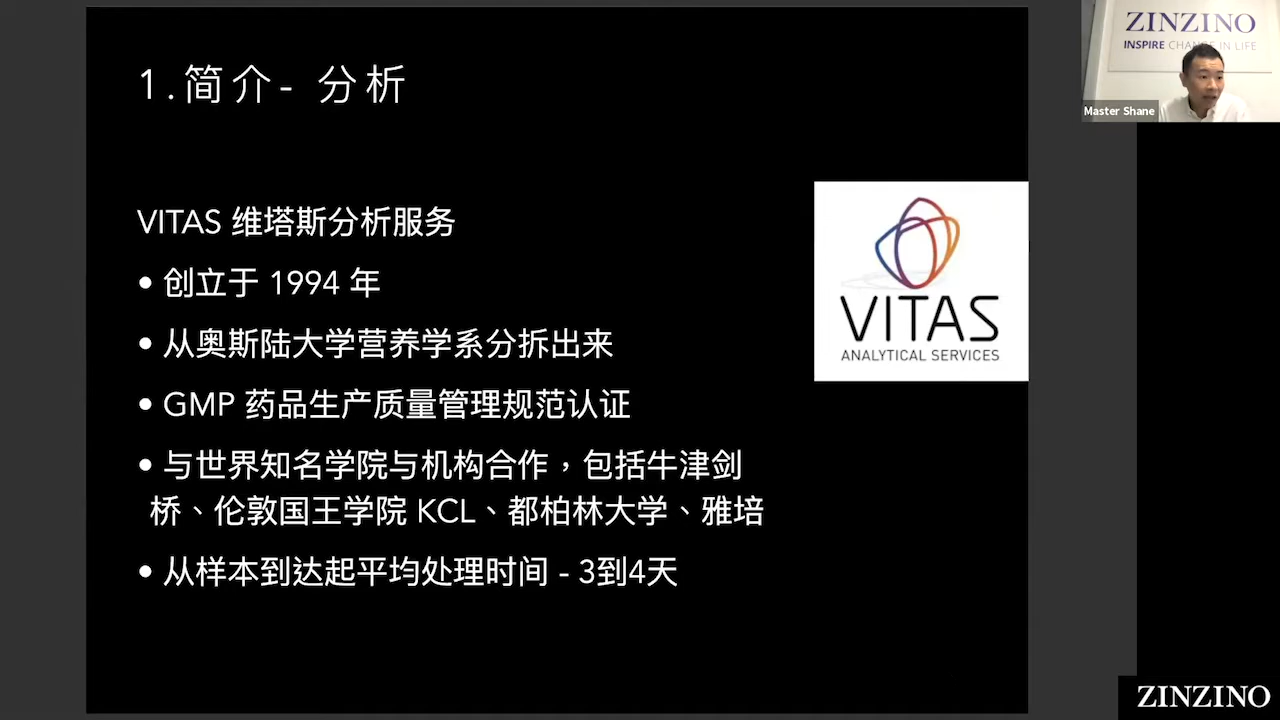 1.简介- 分析
VITAS 维塔斯分析服务
• 创立于 1994 年
• 从奥斯陆大学营养学系分拆出来
• GMP 药品生产质量管理规范认证
• 与世界知名学院与机构合作，包括牛津剑
桥、伦敦国王学院 KCL、都柏林大学、雅培
• 从样本到达起平均处理时间 - 3到4天
VITAS
ANALYTICAL SERVICES
ZINZINO
INSPIRE CHANGE IN LIFE
Master Shane
ZINZINO